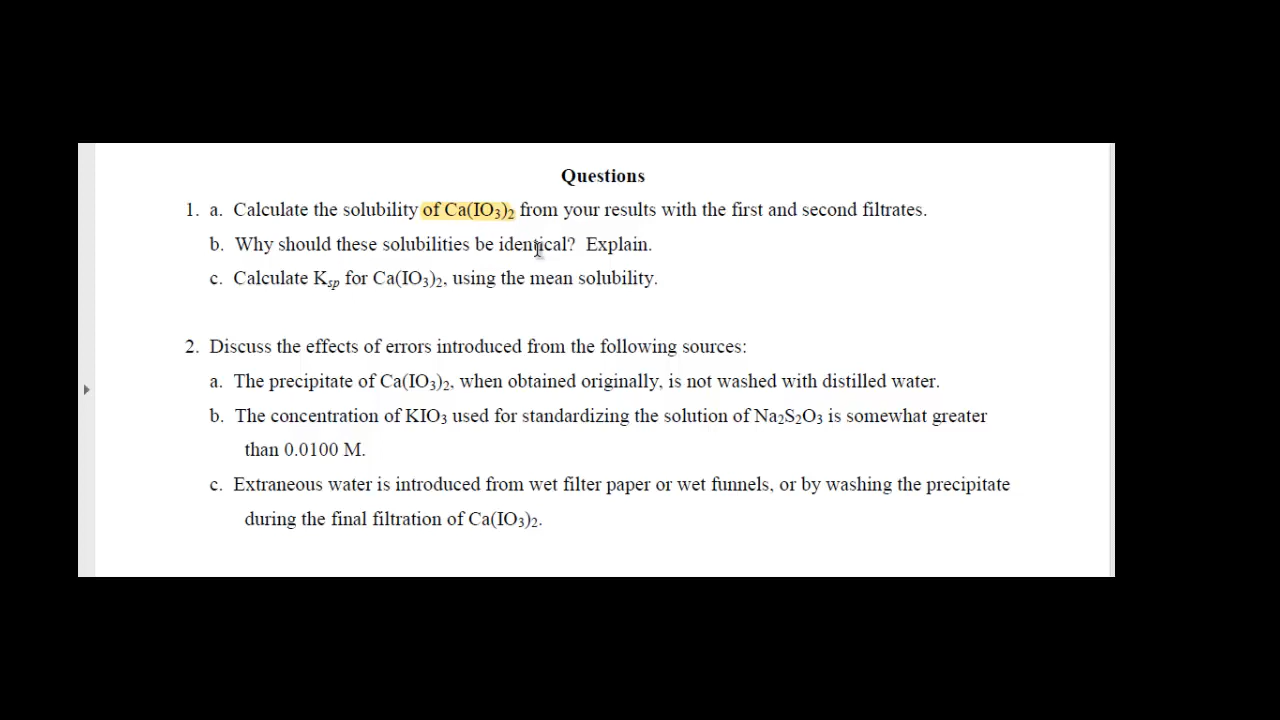 Questions
1. a. Calculate the solubility of Ca(IO₃)₂ from your results with the first and second filtrates.
b. Why should these solubilities be identical? Explain.
c. Calculate Kₛₚ for Ca(IO₃)₂, using the mean solubility.
2. Discuss the effects of errors introduced from the following sources:
a. The precipitate of Ca(IO₃)₂, when obtained originally, is not washed with distilled water.
b. The concentration of KIO₃ used for standardizing the solution of Na₂S₂O₃ is somewhat greater
than 0.0100 M.
c. Extraneous water is introduced from wet filter paper or wet funnels, or by washing the precipitate
during the final filtration of Ca(IO₃)₂.